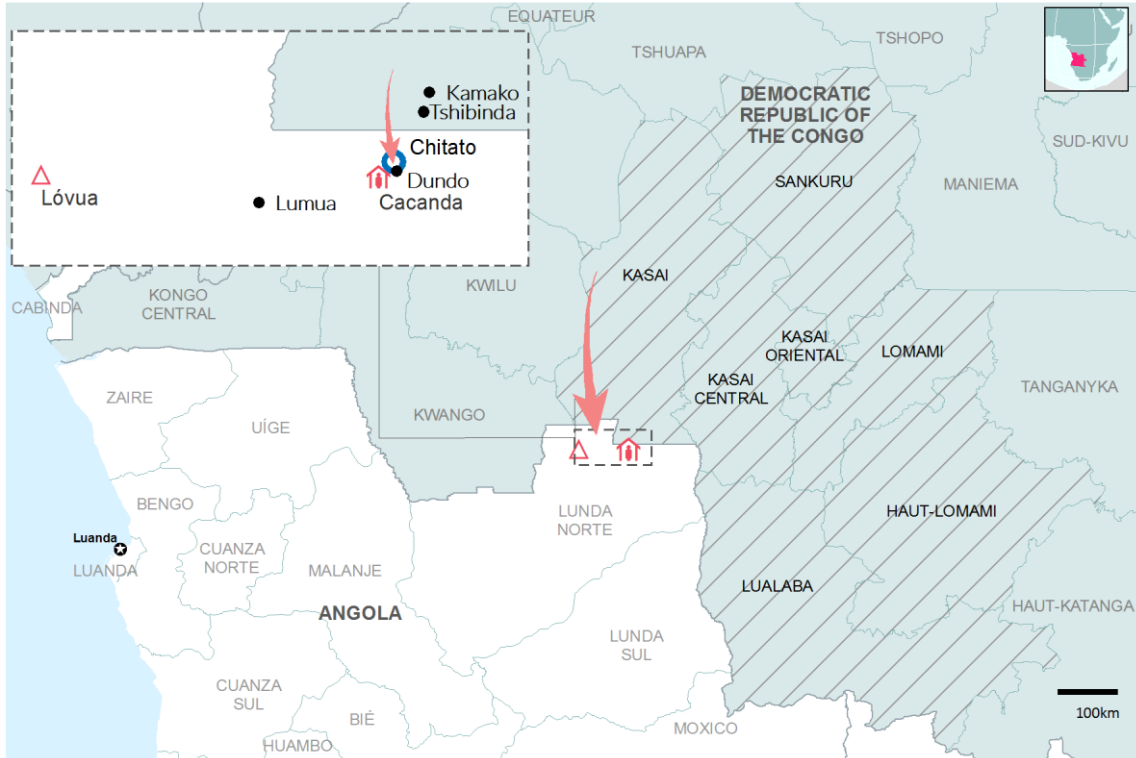 EQUATEUR
TSHUAPA
TSHOPO
DEMOCRATIC
REPUBLIC OF
THE CONGO
SUD-KIVU
SANKURU
MANIEMA
Kamako
Tshibinda
Chitato
Dundo
Cacanda
Lóvua
Lumua
CABINDA
KONGO
CENTRAL
KWILU
KASAI
KASAI
ORIENTAL
LOMAMI
KASAI
CENTRAL
TANGANYKA
ZAIRE
UÍGE
KWANGO
BENGO
LUNDA
NORTE
HAUT-LOMAMI
Luanda
LUANDA
CUANZA
NORTE
MALANJE
LUALABA
ANGOLA
HAUT-KATANGA
LUNDA
SUL
CUANZA
SUL
BIÉ
MOXICO
HUAMBO
100km